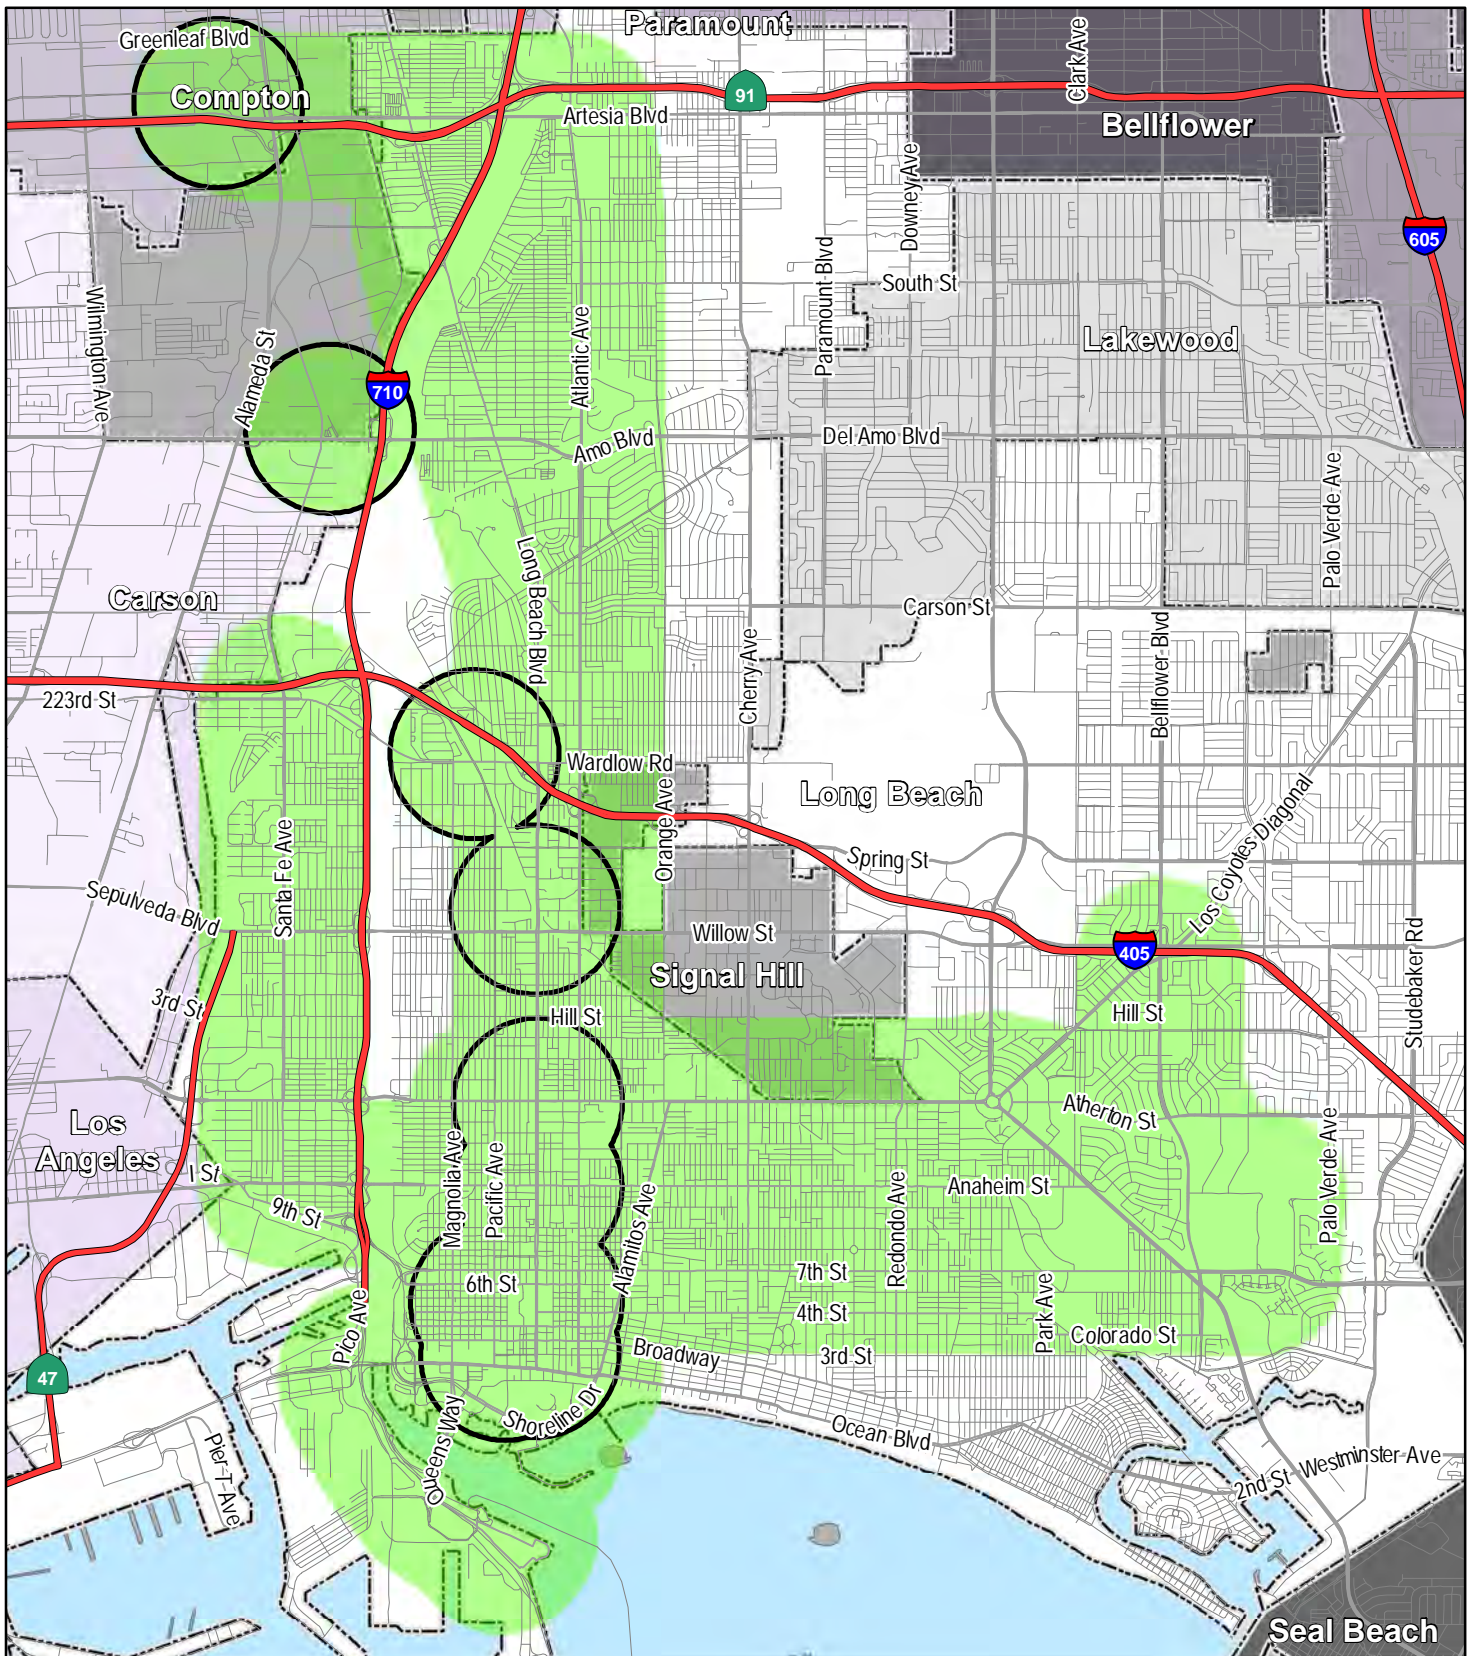 Paramount
Greenleaf Blvd
Clark Ave
Compton
91
Artesia Blvd
Bellflower
Downey Ave
605
Paramount Blvd
South St
Wilmington Ave
Alameda St
Atlantic Ave
Lakewood
710
Amo Blvd
Del Amo Blvd
Palo Verde Ave
Long Beach Blvd
Carson
Carson St
Bellflower Blvd
Cherry Ave
223rd St
Wardlow Rd
Long Beach
Orange Ave
Los Coyotes Diagonal
Santa Fe Ave
Spring St
Sepulveda Blvd
Willow St
Studebaker Rd
405
Signal Hill
3rd St
Hill St
Hill St
Los
Angeles
Atherton St
Magnolia Ave
Pacific Ave
Palo Verde Ave
I St
Anaheim St
Redondo Ave
Alamitos Ave
9th St
6th St
7th St
Park Ave
4th St
Pico Ave
Colorado St
Broadway
3rd St
47
Shoreline Dr
Queens Way
Ocean Blvd
Pier T Ave
Westminster Ave
2nd St
Seal Beach